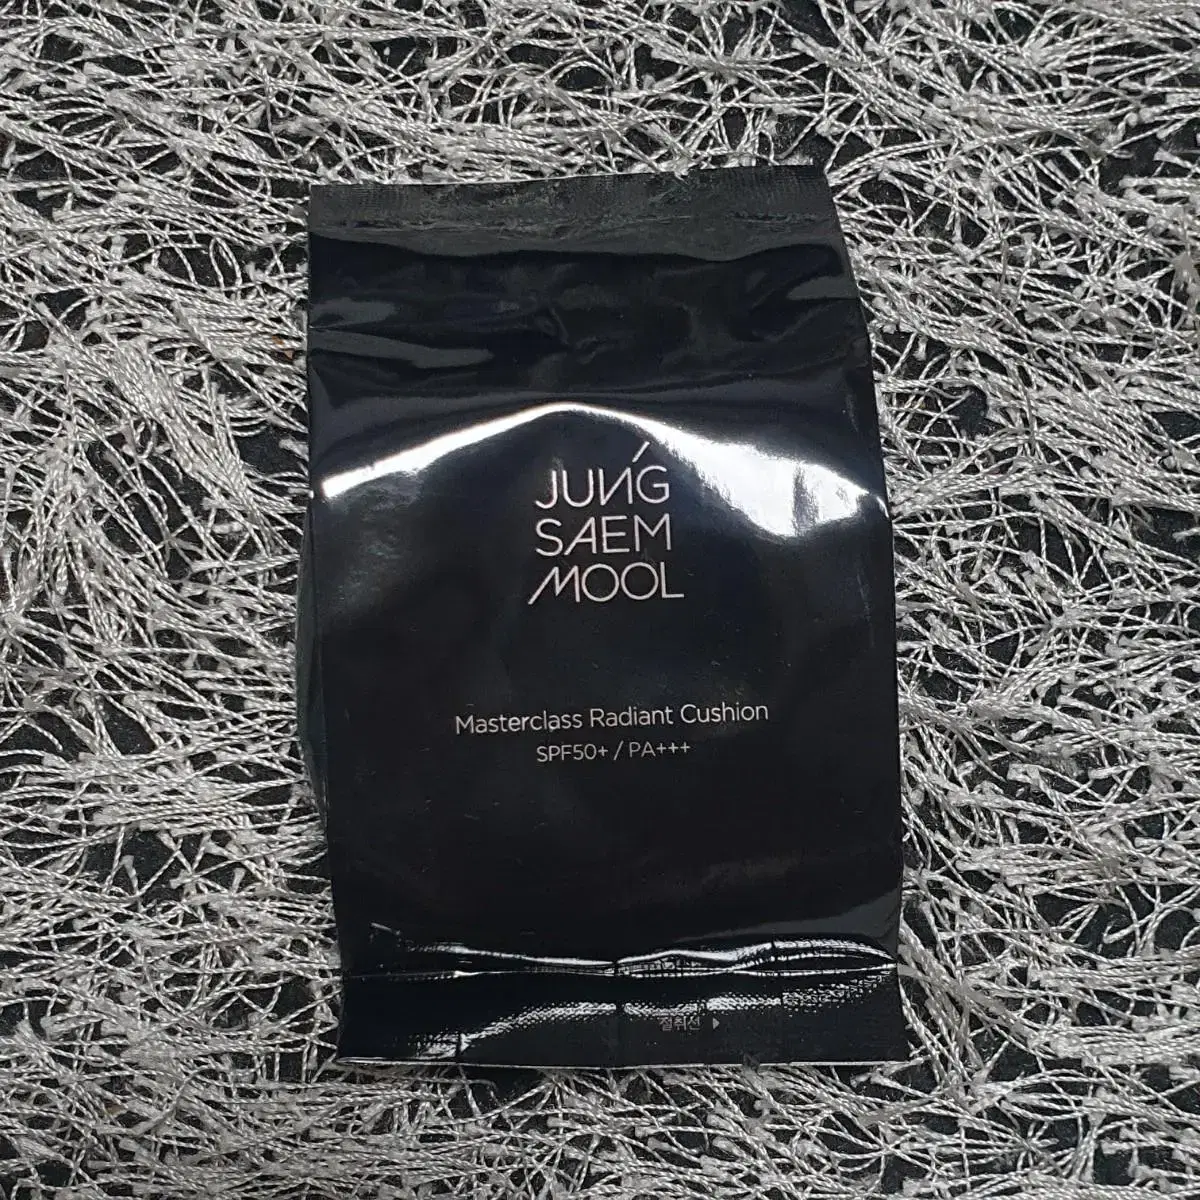 JUNG
SAEM
MOOL
Masterclass Radiant Cushion
SPF50+ / PA+++
절취선 ▶